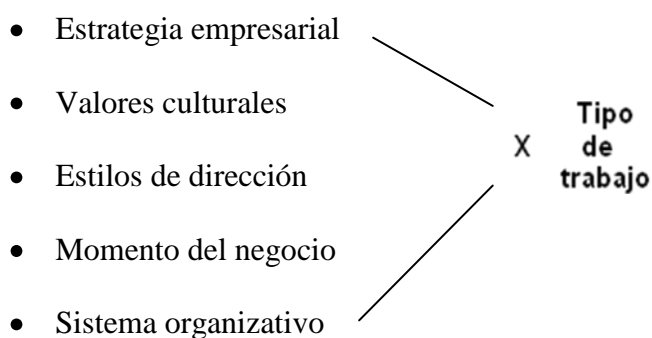 • Estrategia empresarial
• Valores culturales
• Estilos de dirección
• Momento del negocio
• Sistema organizativo
X
Tipo
de
trabajo